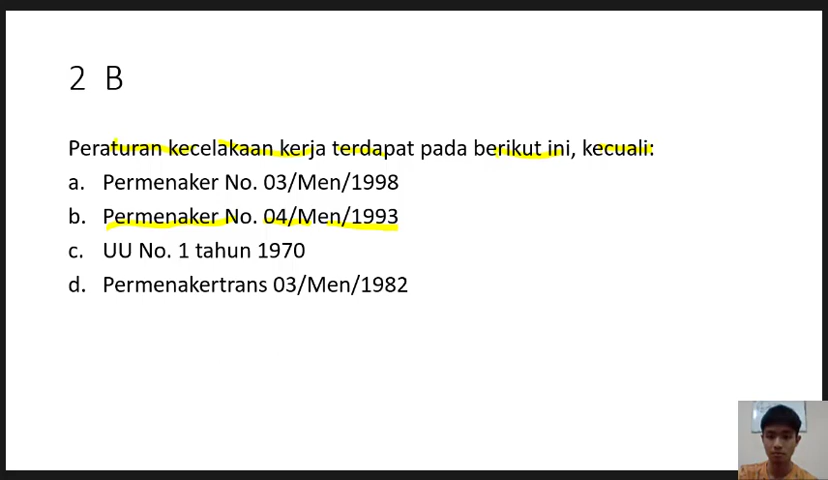 2 B
Peraturan kecelakaan kerja terdapat pada berikut ini, kecuali:
a. Permenaker No. 03/Men/1998
b. Permenaker No. 04/Men/1993
c. UU No. 1 tahun 1970
d. Permenakertrans 03/Men/1982